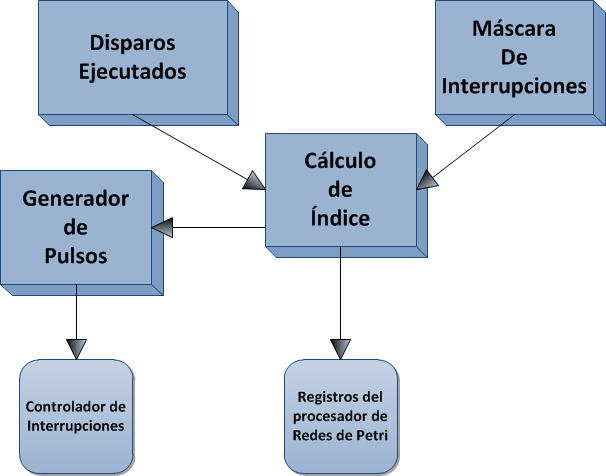 Disparos
Ejecutados
Máscara
De
Interrupciones
Cálculo
de
Índice
Generador
de
Pulsos
Controlador de
Interrupciones
Registros del
procesador de
Redes de Petri